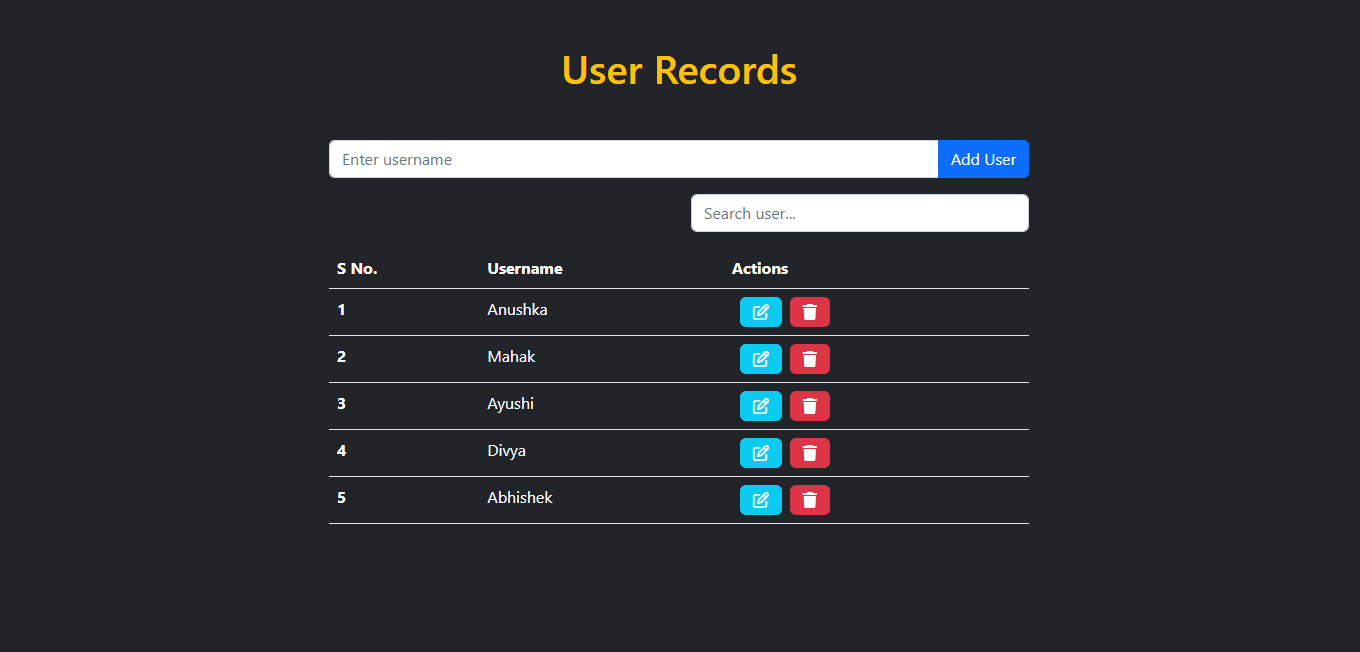 User Records
Enter username Add User
Search user...
S No. Username Actions
1 Anushka
2 Mahak
3 Ayushi
4 Divya
5 Abhishek